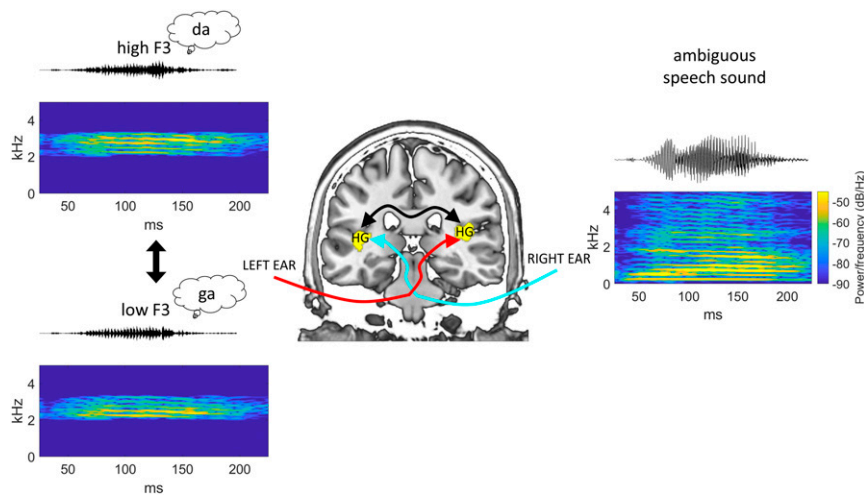 da
high F3
4
2
0
kHz
50 100 150 200
ms
ga
low F3
4
2
0
kHz
50 100 150 200
ms
HG HG
LEFT EAR RIGHT EAR
ambiguous
speech sound
4
2
0
kHz
50 100 150 200
ms
-50
-60
-70
-80
-90
Power/frequency (dB/Hz)